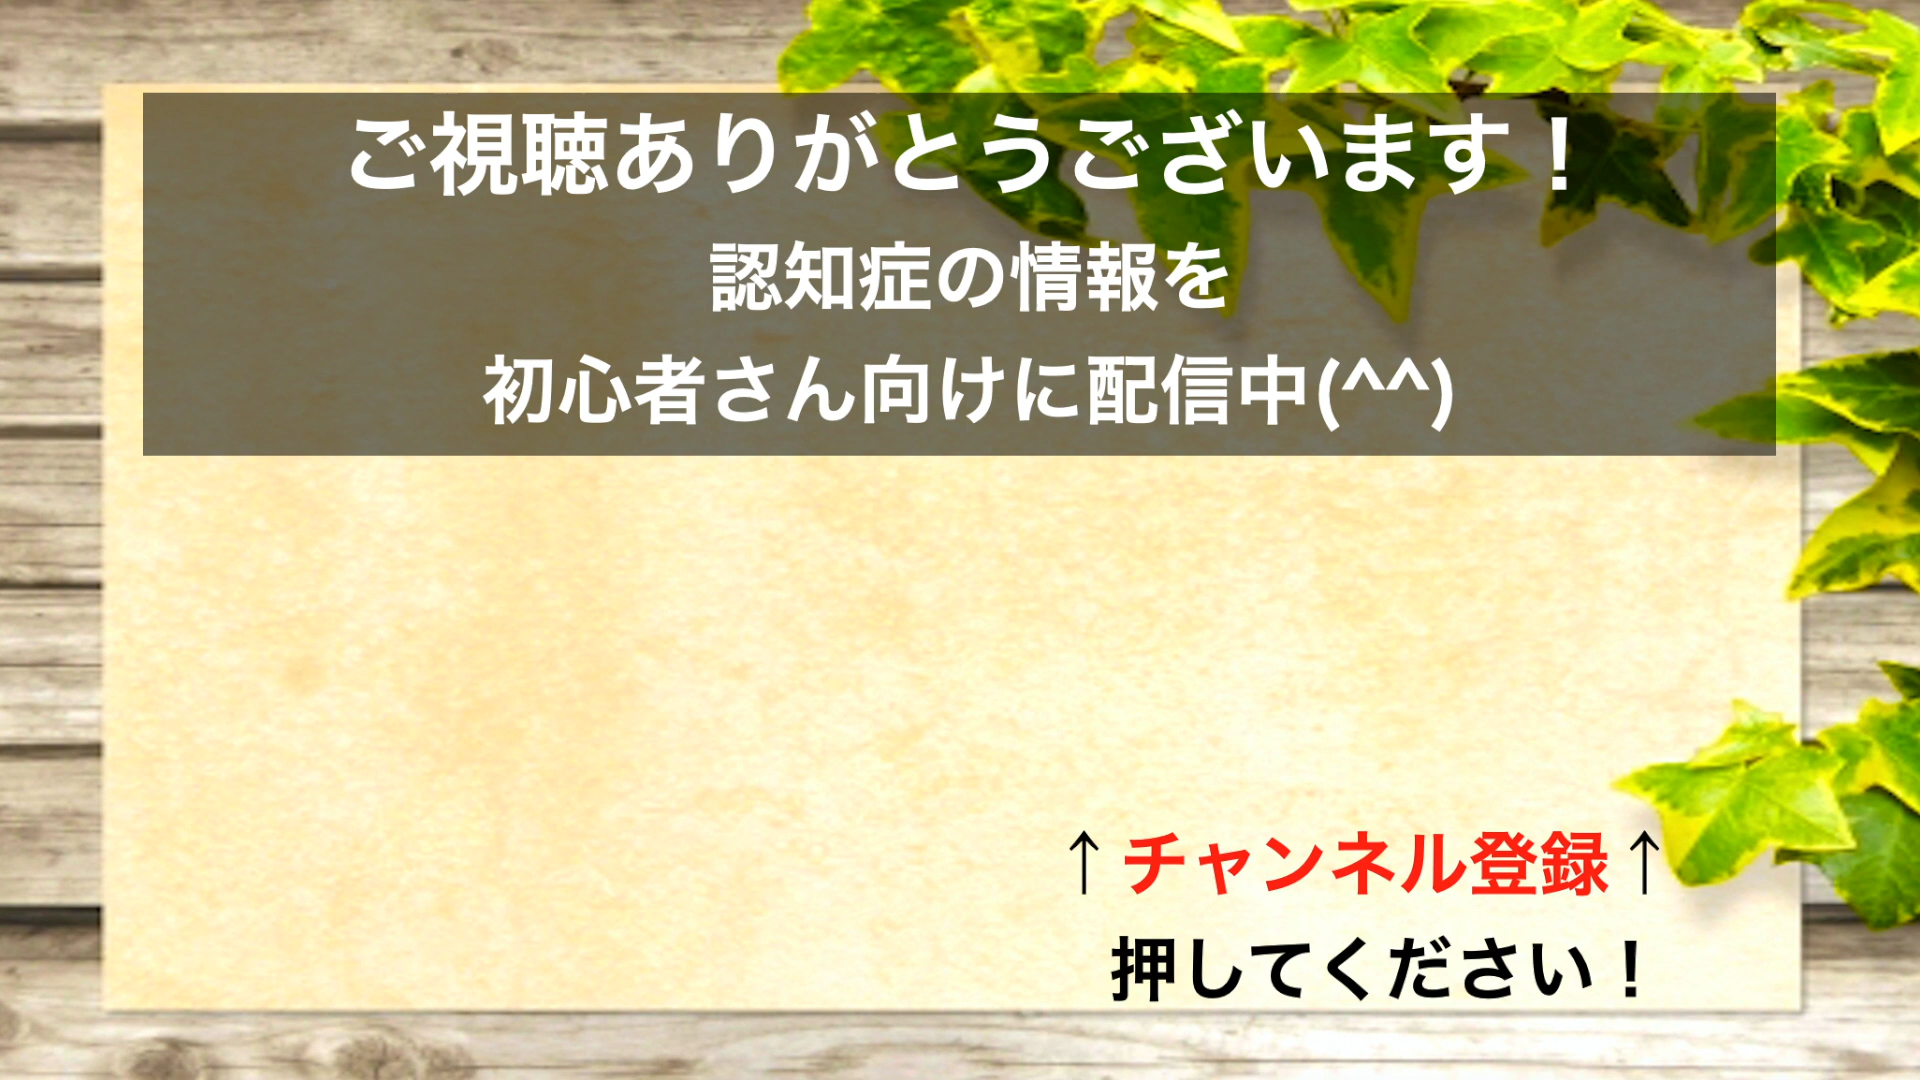 ご視聴ありがとうございます！
認知症の情報を
初心者さん向けに配信中(^^)
↑チャンネル登録↑
押してください！